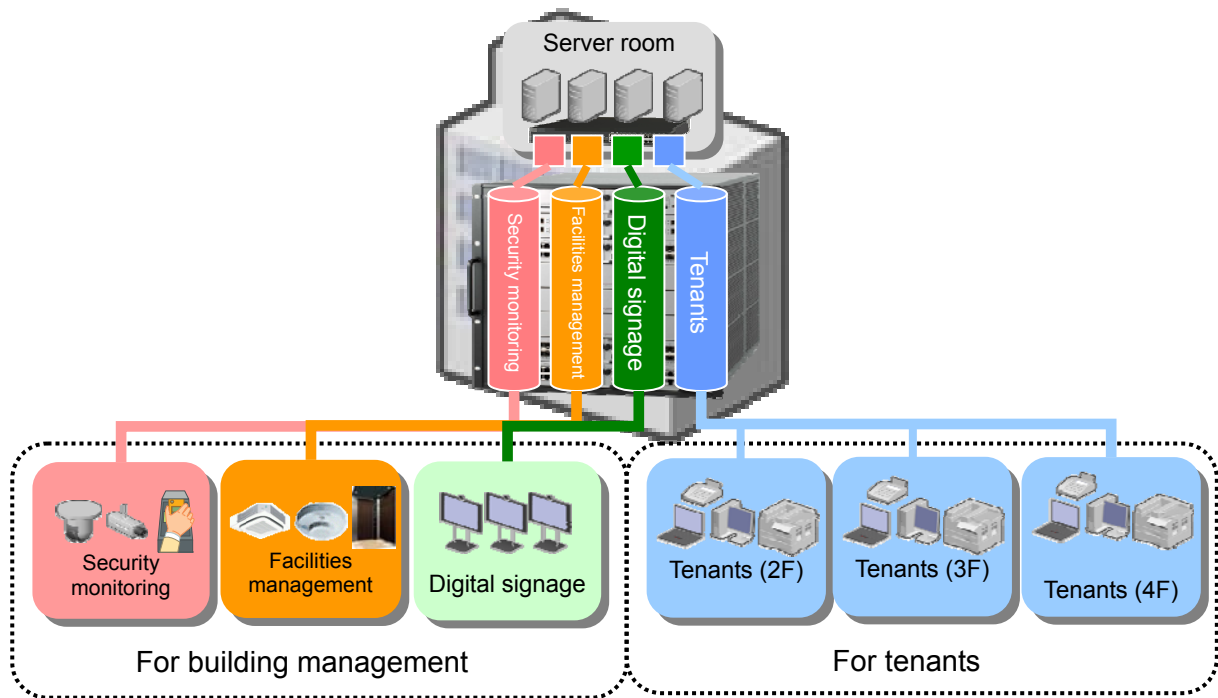 Server room
Security monitoring
Facilities management
Digital signage
Tenants
Security
monitoring
Facilities
management
Digital signage
Tenants (2F)
Tenants (3F)
Tenants (4F)
For building management
For tenants